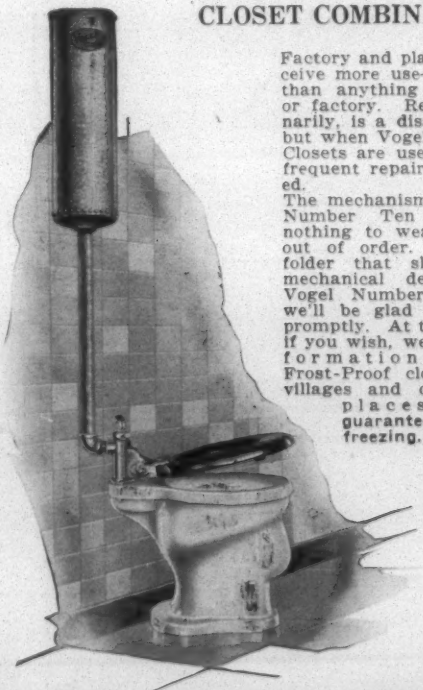 CLOSET COMBIN
Factory and pla
ceive more use-
than anything
or factory. Re
narily, is a dis
but when Vogel
Closets are use
frequent repair
ed.
The mechanism
Number Ten
nothing to wea
out of order.
folder that sh
mechanical de
Vogel Number
we'll be glad
promptly. At t
if you wish, we
formation
Frost-Proof clo
villages and o
places
guarante
freezing.